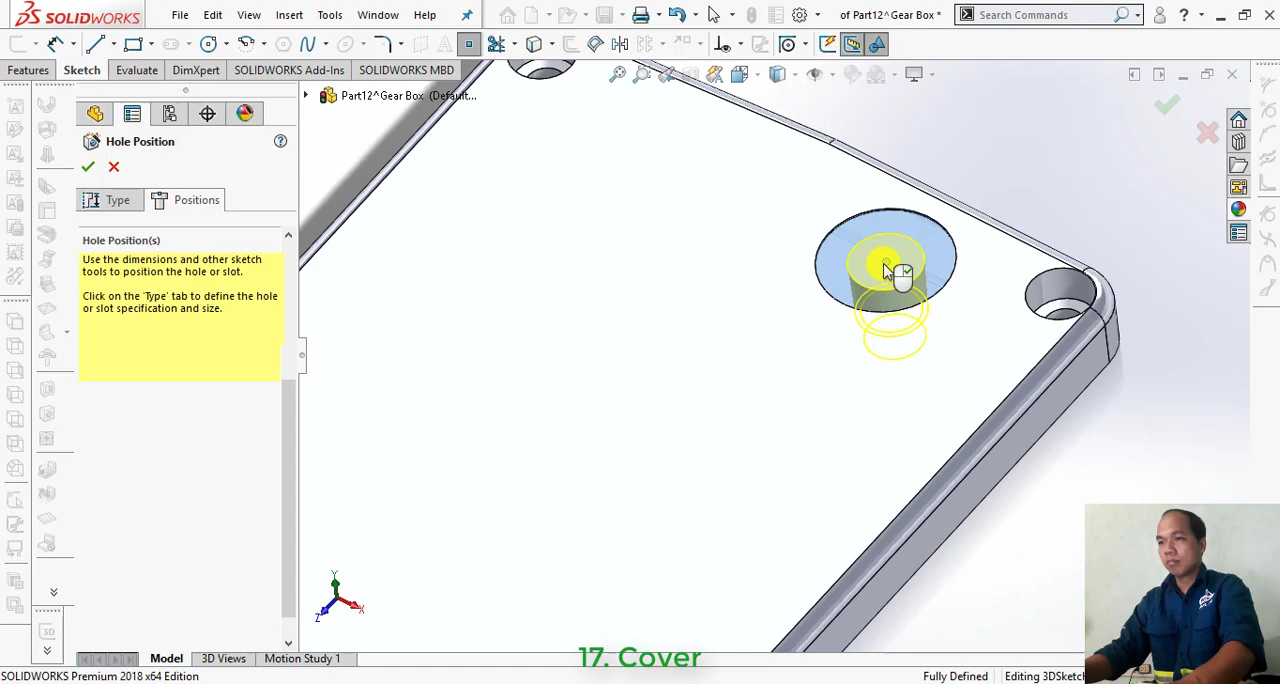 SOLIDWORKS File Edit View Insert Tools Window Help of Part12^Gear Box * Search Commands ?
Features Sketch Evaluate DimXpert SOLIDWORKS Add-Ins SOLIDWORKS MBD
Part12^Gear Box (Default...
Hole Position
Type Positions
Hole Position(s)
Use the dimensions and other sketch
tools to position the hole or slot.
Click on the 'Type' tab to define the hole
or slot specification and size.
3D
Y
X
Z
Model 3D Views Motion Study 1
17. Cover
SOLIDWORKS Premium 2018 x64 Edition Fully Defined Editing 3DSketch